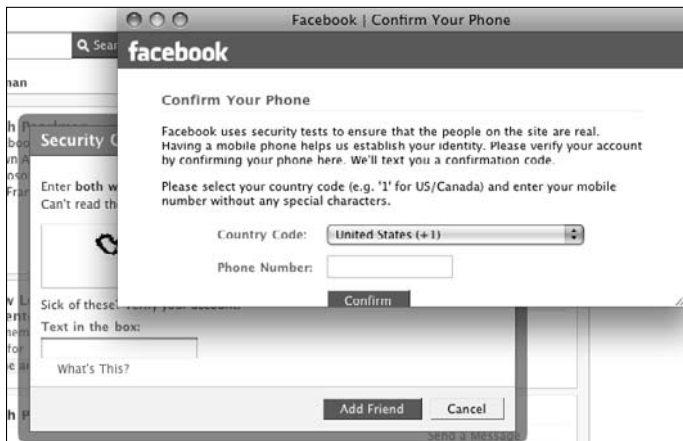 Facebook | Confirm Your Phone
facebook
Confirm Your Phone
Facebook uses security tests to ensure that the people on the site are real.
Having a mobile phone helps us establish your identity. Please verify your account
by confirming your phone here. We'll text you a confirmation code.
Please select your country code (e.g. '1' for US/Canada) and enter your mobile
number without any special characters.
Country Code: United States (+1)
Phone Number:
Confirm
Security
Enter both
Can't read
Sick of these? Verify your account.
Text in the box:
What's This?
Add Friend Cancel
Send a Message